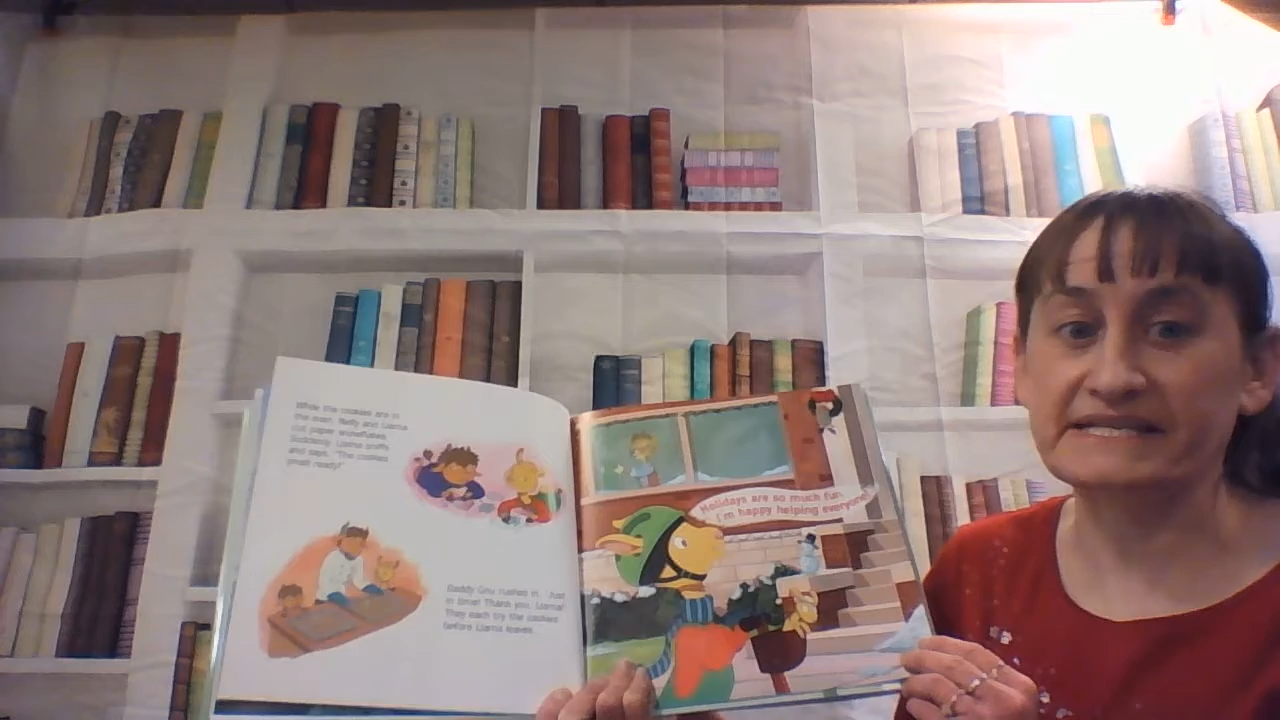 While the cookies are in
the oven, Nelly and Llama
cut paper snowflakes.
Suddenly, Llama sniffs
and says, "The cookies
smell ready!"
Daddy Gnu rushes in. Just
in time! Thank you, Llama!
They each try the cookies
before Llama leaves.
Holidays are so much fun.
I'm happy helping everyone!